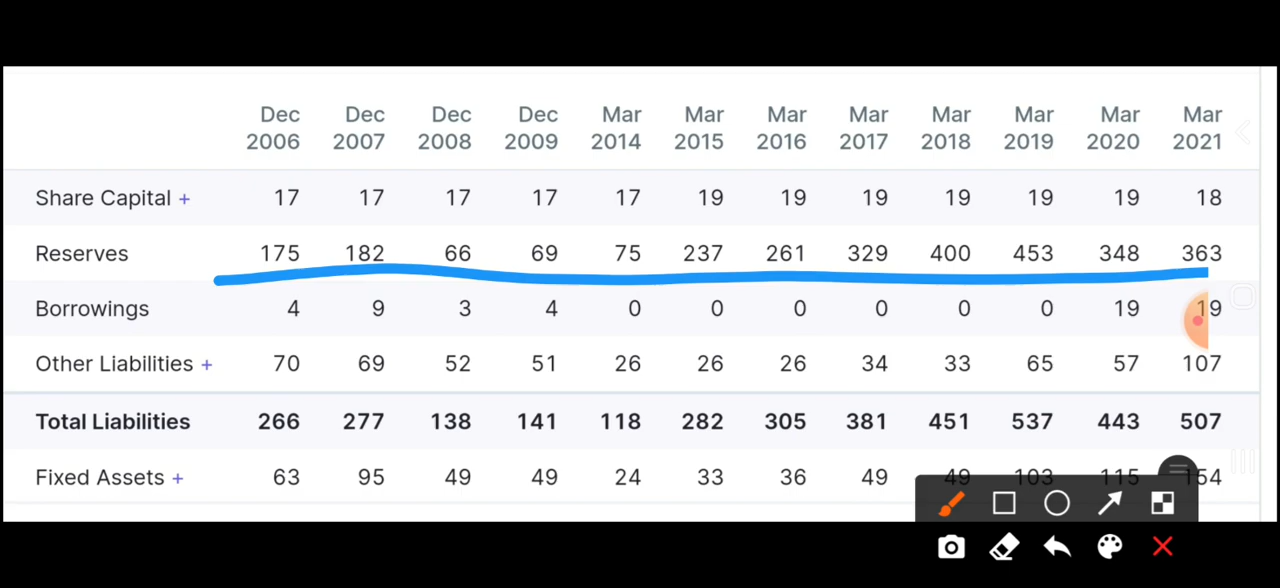 Dec Dec Dec Dec Mar Mar Mar Mar Mar Mar Mar Mar
2006 2007 2008 2009 2014 2015 2016 2017 2018 2019 2020 2021
Share Capital + 17 17 17 17 17 19 19 19 19 19 19 18
Reserves 175 182 66 69 75 237 261 329 400 453 348 363
Borrowings 4 9 3 4 0 0 0 0 0 0 19 19
Other Liabilities + 70 69 52 51 26 26 26 34 33 65 57 107
Total Liabilities 266 277 138 141 118 282 305 381 451 537 443 507
Fixed Assets + 63 95 49 49 24 33 36 49 49 103 115 154